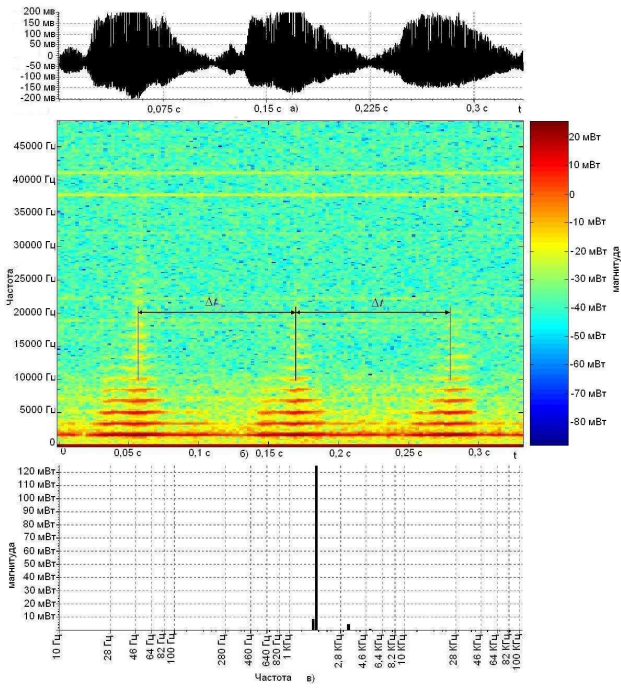 200 мВ
150 мВ
100 мВ
50 мВ
0
-50 мВ
-100 мВ
-150 мВ
-200 мВ
0,075 с
0,15 с
а)
0,225 с
0,3 с
t
Частота
45000 Гц
40000 Гц
35000 Гц
30000 Гц
25000 Гц
20000 Гц
15000 Гц
10000 Гц
5000 Гц
0
Δt
Δt
0
0,05 с
0,1 с
б)
0,15 с
0,2 с
0,25 с
0,3 с
t
20 мВт
10 мВт
0
-10 мВт
-20 мВт
-30 мВт
-40 мВт
-50 мВт
-60 мВт
-70 мВт
-80 мВт
магнитуда
магнитуда
120 мВт
110 мВт
100 мВт
90 мВт
80 мВт
70 мВт
60 мВт
50 мВт
40 мВт
30 мВт
20 мВт
10 мВт
10 Гц
28 Гц
46 Гц
64 Гц
82 Гц
100 Гц
280 Гц
460 Гц
640 Гц
820 Гц
1 КГц
2,8 КГц
4,6 КГц
6,4 КГц
8,2 КГц
10 КГц
28 КГц
46 КГц
64 КГц
82 КГц
100 КГц
Частота
в)